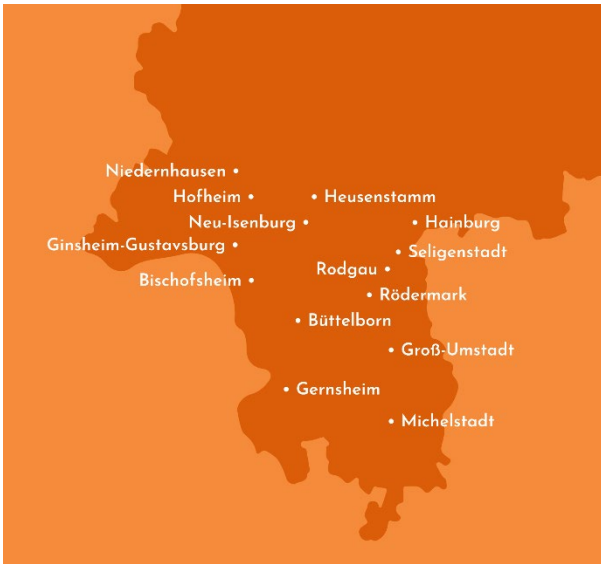 Niedernhausen
Hofheim
Heusenstamm
Neu-Isenburg
Hainburg
Ginsheim-Gustavsburg
Seligenstadt
Rodgau
Bischofsheim
Rödermark
Büttelborn
Groß-Umstadt
Gernsheim
Michelstadt